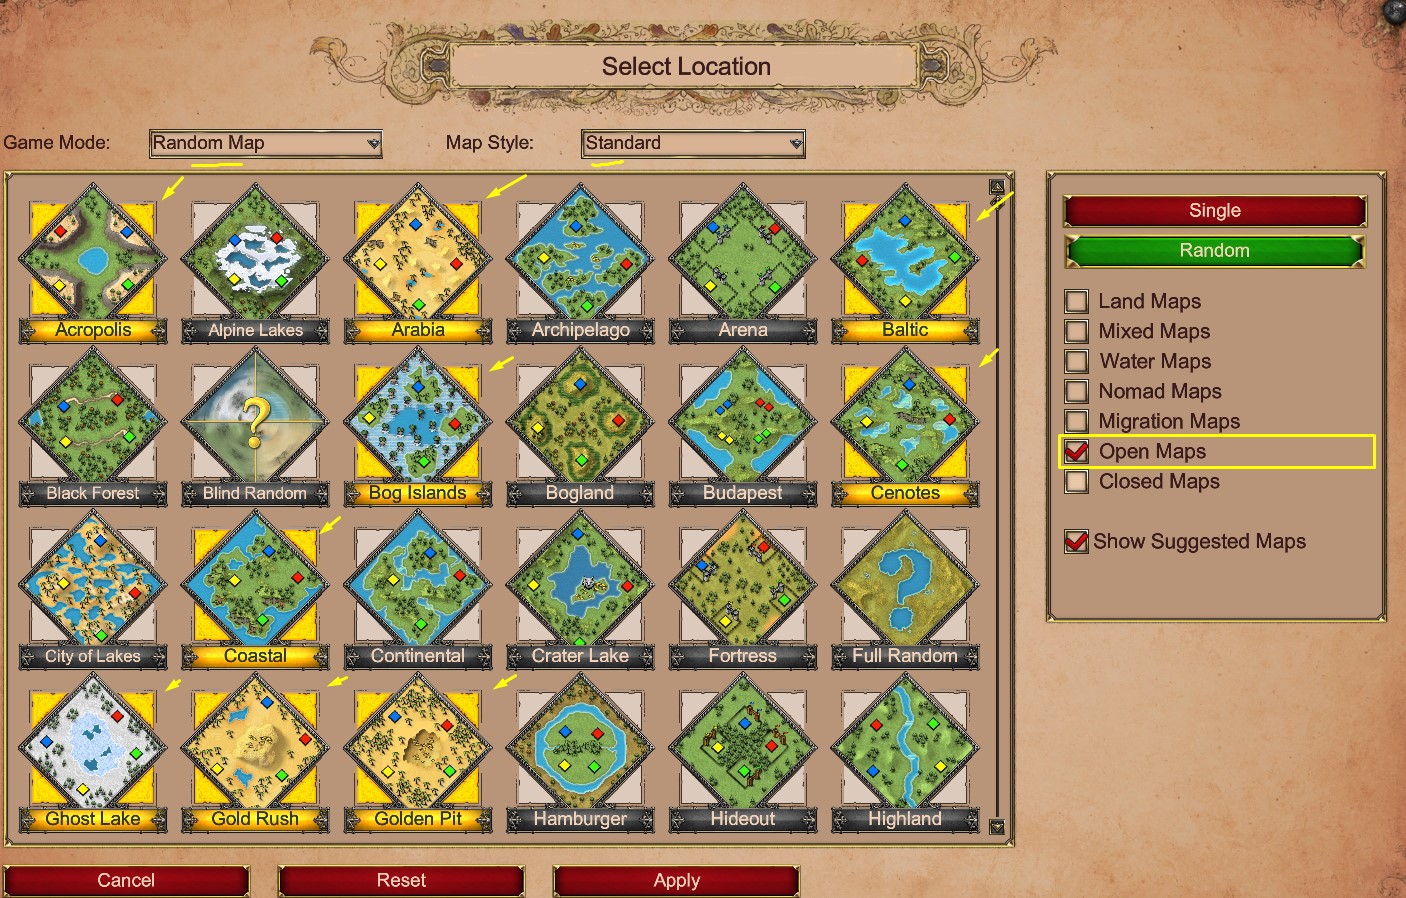 Select Location
Game Mode: Random Map Map Style: Standard
Single
Random
Land Maps
Mixed Maps
Water Maps
Nomad Maps
Migration Maps
Open Maps
Closed Maps
Show Suggested Maps
Acropolis Alpine Lakes Arabia Archipelago Arena Baltic
Black Forest Blind Random Bog Islands Bogland Budapest Cenotes
City of Lakes Coastal Continental Crater Lake Fortress Full Random
Ghost Lake Gold Rush Golden Pit Hamburger Hideout Highland
Cancel Reset Apply